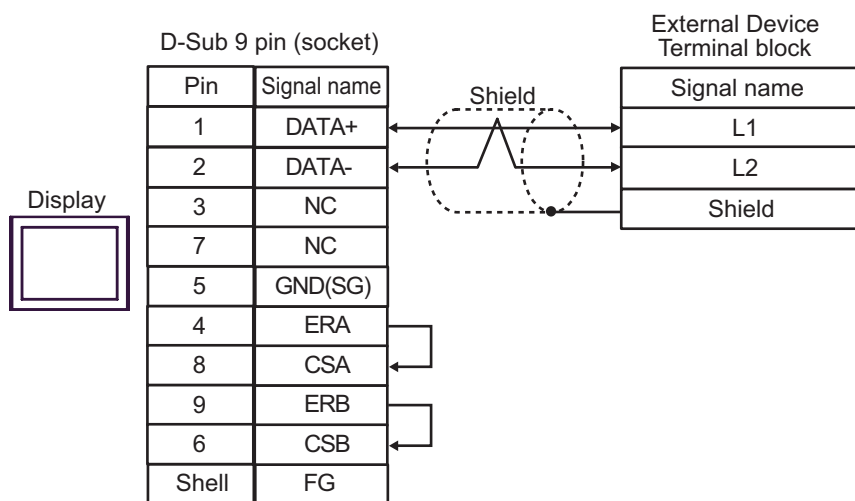 D-Sub 9 pin (socket)
External Device
Terminal block
Pin Signal name
Shield
Signal name
1 DATA+
L1
2 DATA-
L2
Display
3 NC
Shield
7 NC
5 GND(SG)
4 ERA
8 CSA
9 ERB
6 CSB
Shell FG